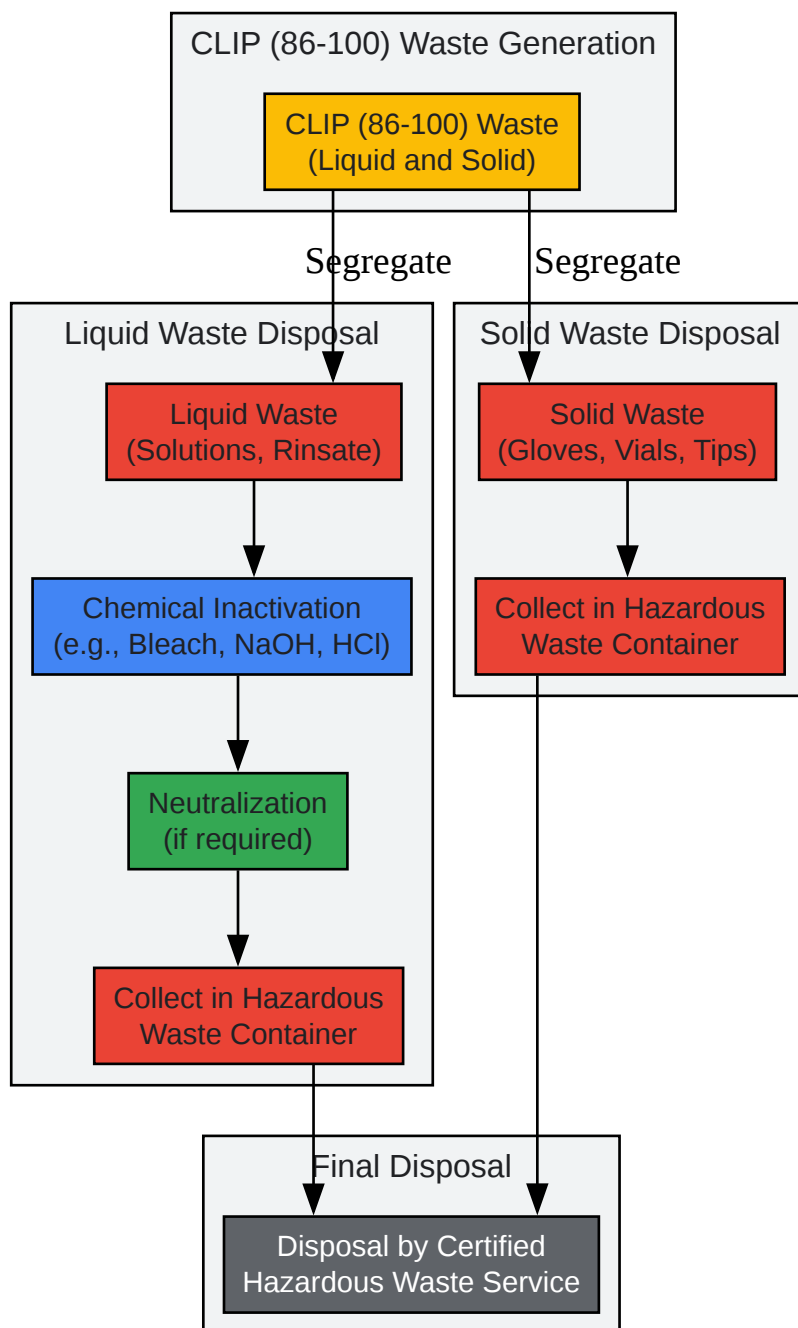 CLIP (86-100) Waste Generation
CLIP (86-100) Waste
(Liquid and Solid)
Segregate
Segregate
Liquid Waste Disposal
Liquid Waste
(Solutions, Rinsate)
Chemical Inactivation
(e.g., Bleach, NaOH, HCl)
Neutralization
(if required)
Collect in Hazardous
Waste Container
Solid Waste Disposal
Solid Waste
(Gloves, Vials, Tips)
Collect in Hazardous
Waste Container
Final Disposal
Disposal by Certified
Hazardous Waste Service